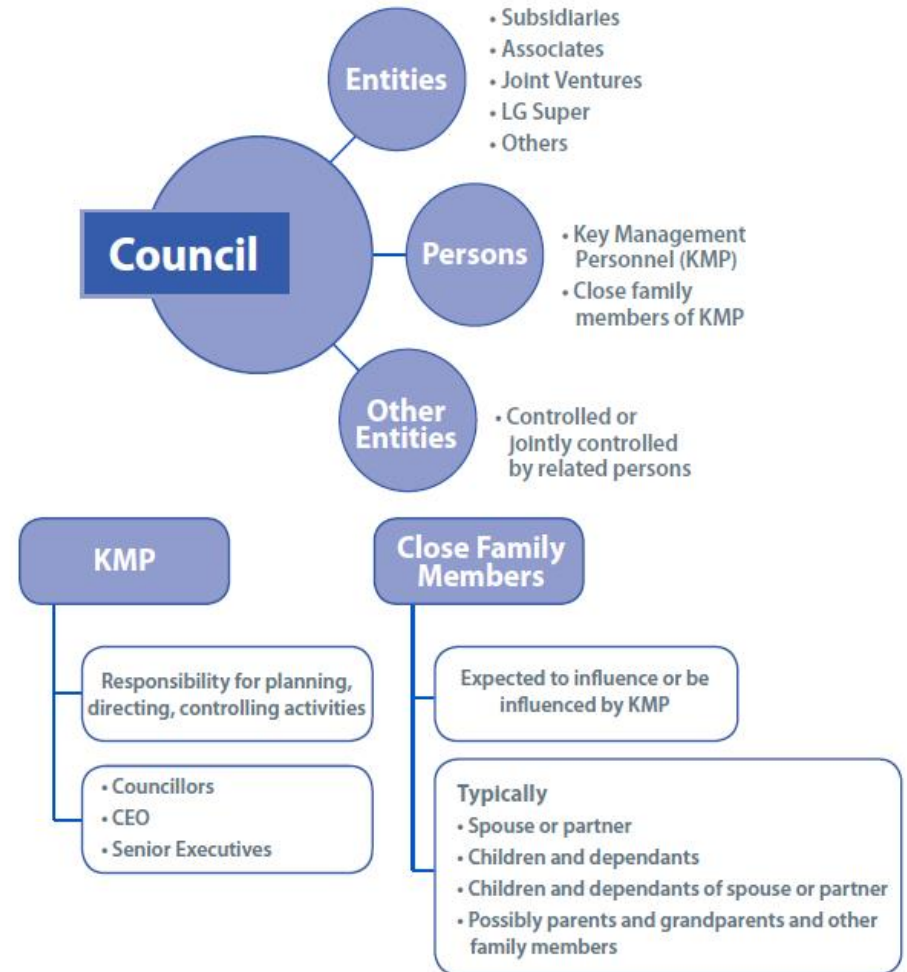 • Subsidiaries
• Associates
• Joint Ventures
• LG Super
• Others
Entities
Council
Persons
• Key Management
Personnel (KMP)
• Close family
members of KMP
Other
Entities
• Controlled or
jointly controlled
by related persons
KMP
Responsibility for planning,
directing, controlling activities
• Councillors
• CEO
• Senior Executives
Close Family
Members
Expected to influence or be
influenced by KMP
Typically
• Spouse or partner
• Children and dependants
• Children and dependants of spouse or partner
• Possibly parents and grandparents and other
family members